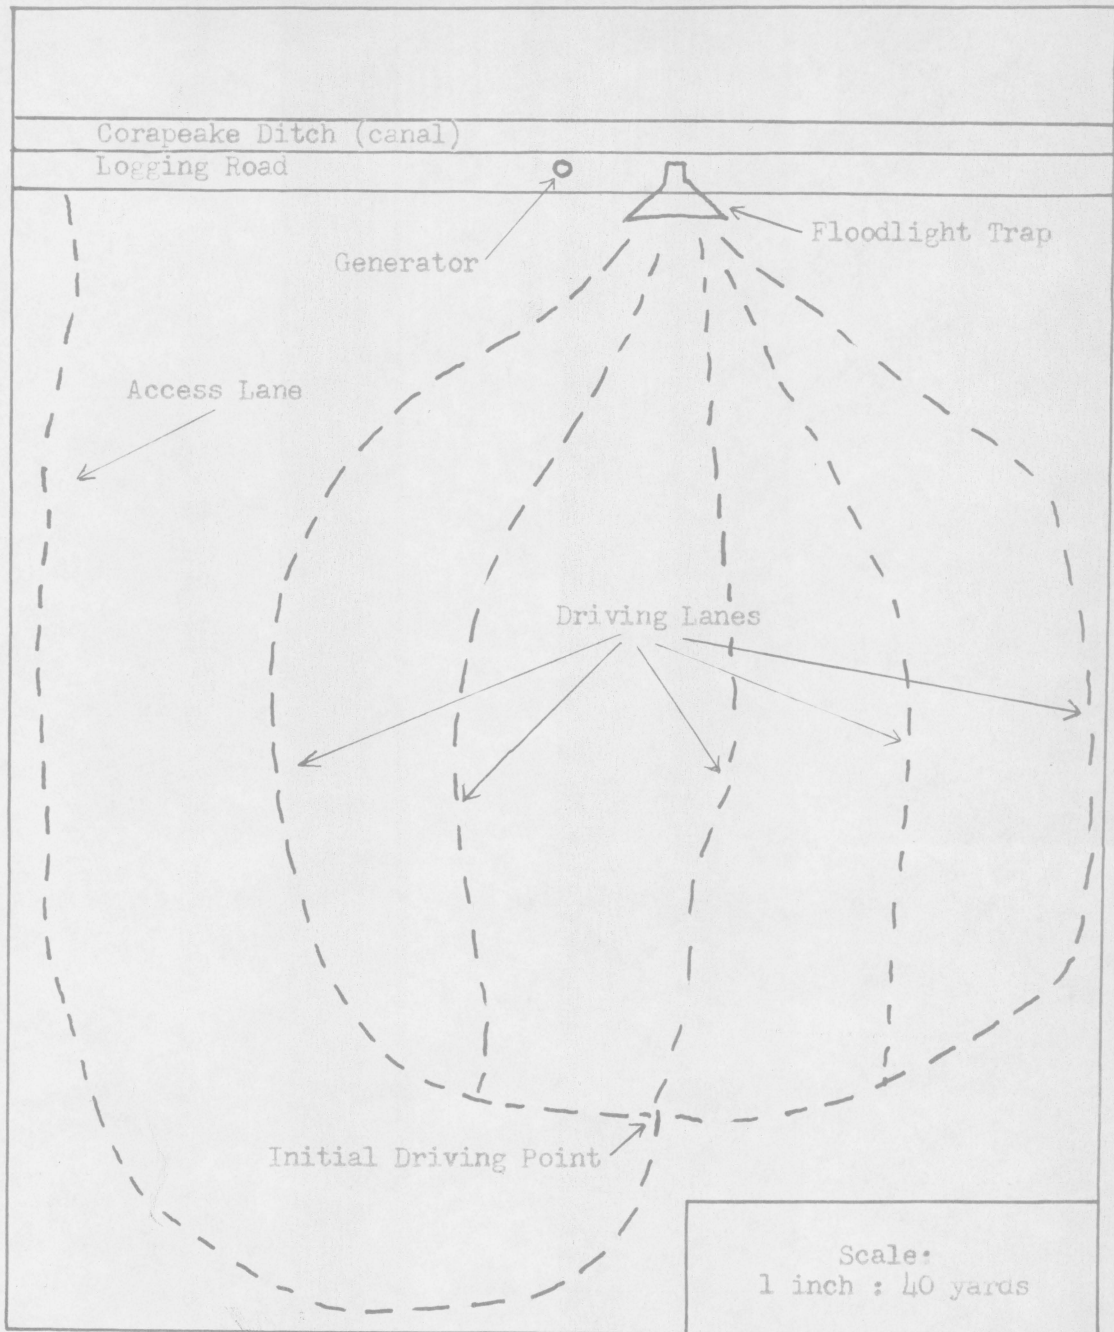 Corapeake Ditch (canal)
Logging Road
Floodlight Trap
Generator
Access Lane
Driving Lanes
Initial Driving Point
Scale:
1 inch : 40 yards